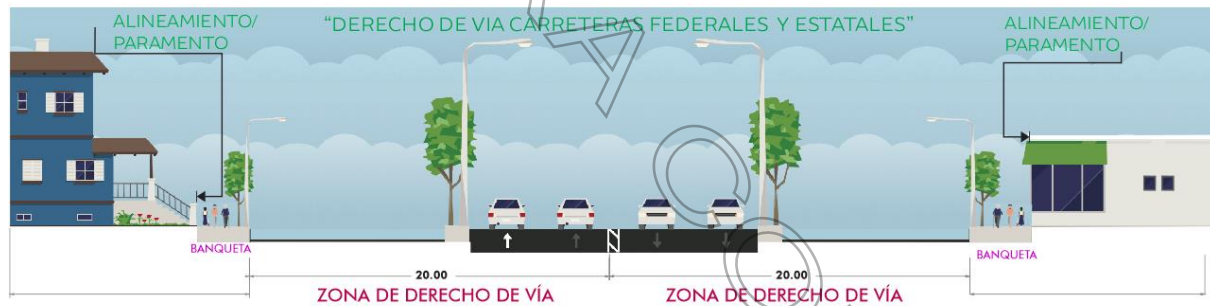 ALINEAMIENTO/
PARAMENTO
“DERECHO DE VIA CARRETERAS FEDERALES Y ESTATALES”
ALINEAMIENTO/
PARAMENTO
BANQUETA
BANQUETA
20.00
20.00
ZONA DE DERECHO DE VÍA
ZONA DE DERECHO DE VÍA